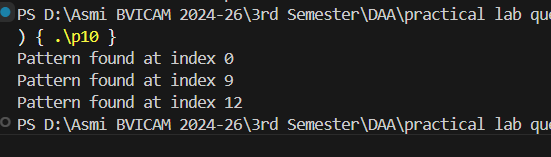 PS D:\Asmi BVICAM 2024-26\3rd Semester\DAA\practical lab que
) { .\p10 }
Pattern found at index 0
Pattern found at index 9
Pattern found at index 12
PS D:\Asmi BVICAM 2024-26\3rd Semester\DAA\practical lab que